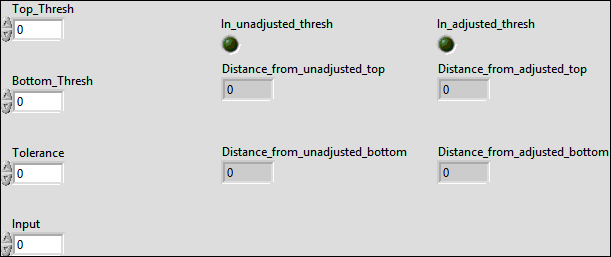 Top_Thresh
0
In_unadjusted_thresh
In_adjusted_thresh
Distance_from_unadjusted_top
0
Distance_from_adjusted_top
0
Bottom_Thresh
0
Tolerance
0
Distance_from_unadjusted_bottom
0
Distance_from_adjusted_bottom
0
Input
0